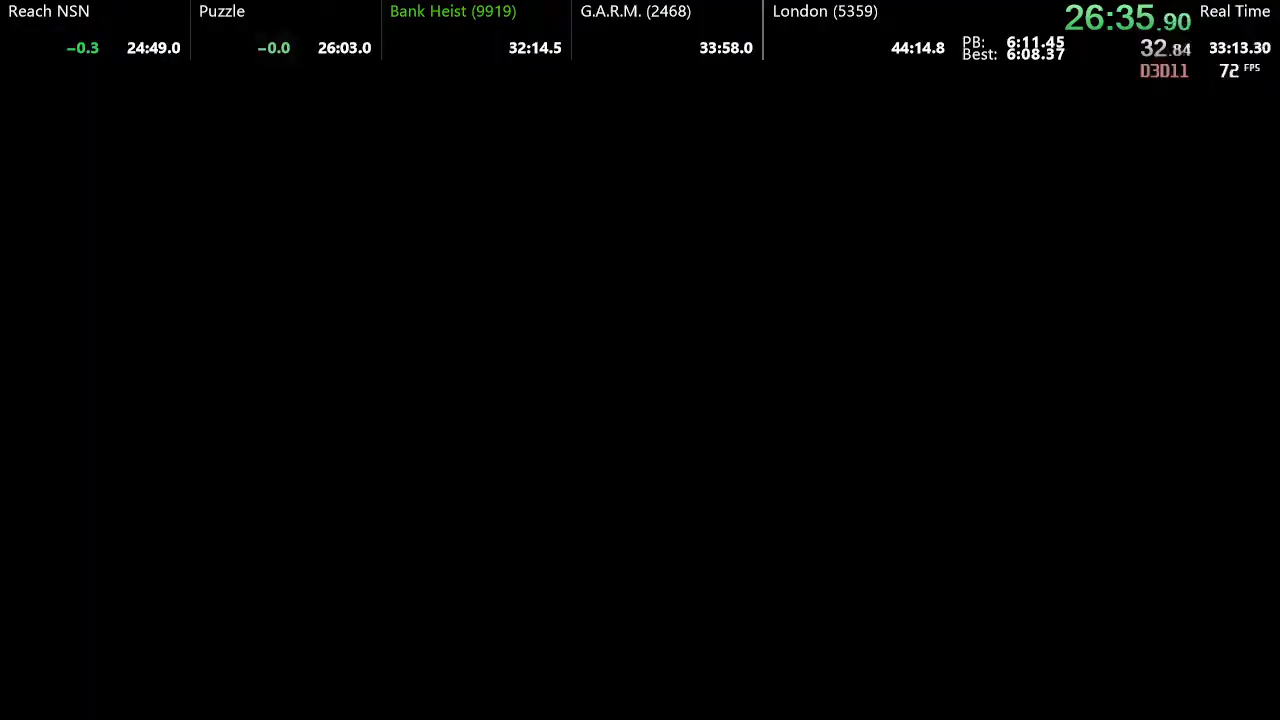 Reach NSN
−0.3 24:49.0
Puzzle
−0.0 26:03.0
Bank Heist (9919)
32:14.5
G.A.R.M. (2468)
33:58.0
London (5359)
44:14.8
PB: 6:11.45
Best: 6:08.37
26:35.90
32.84
D3D11
Real Time
33:13.30
72 FPS